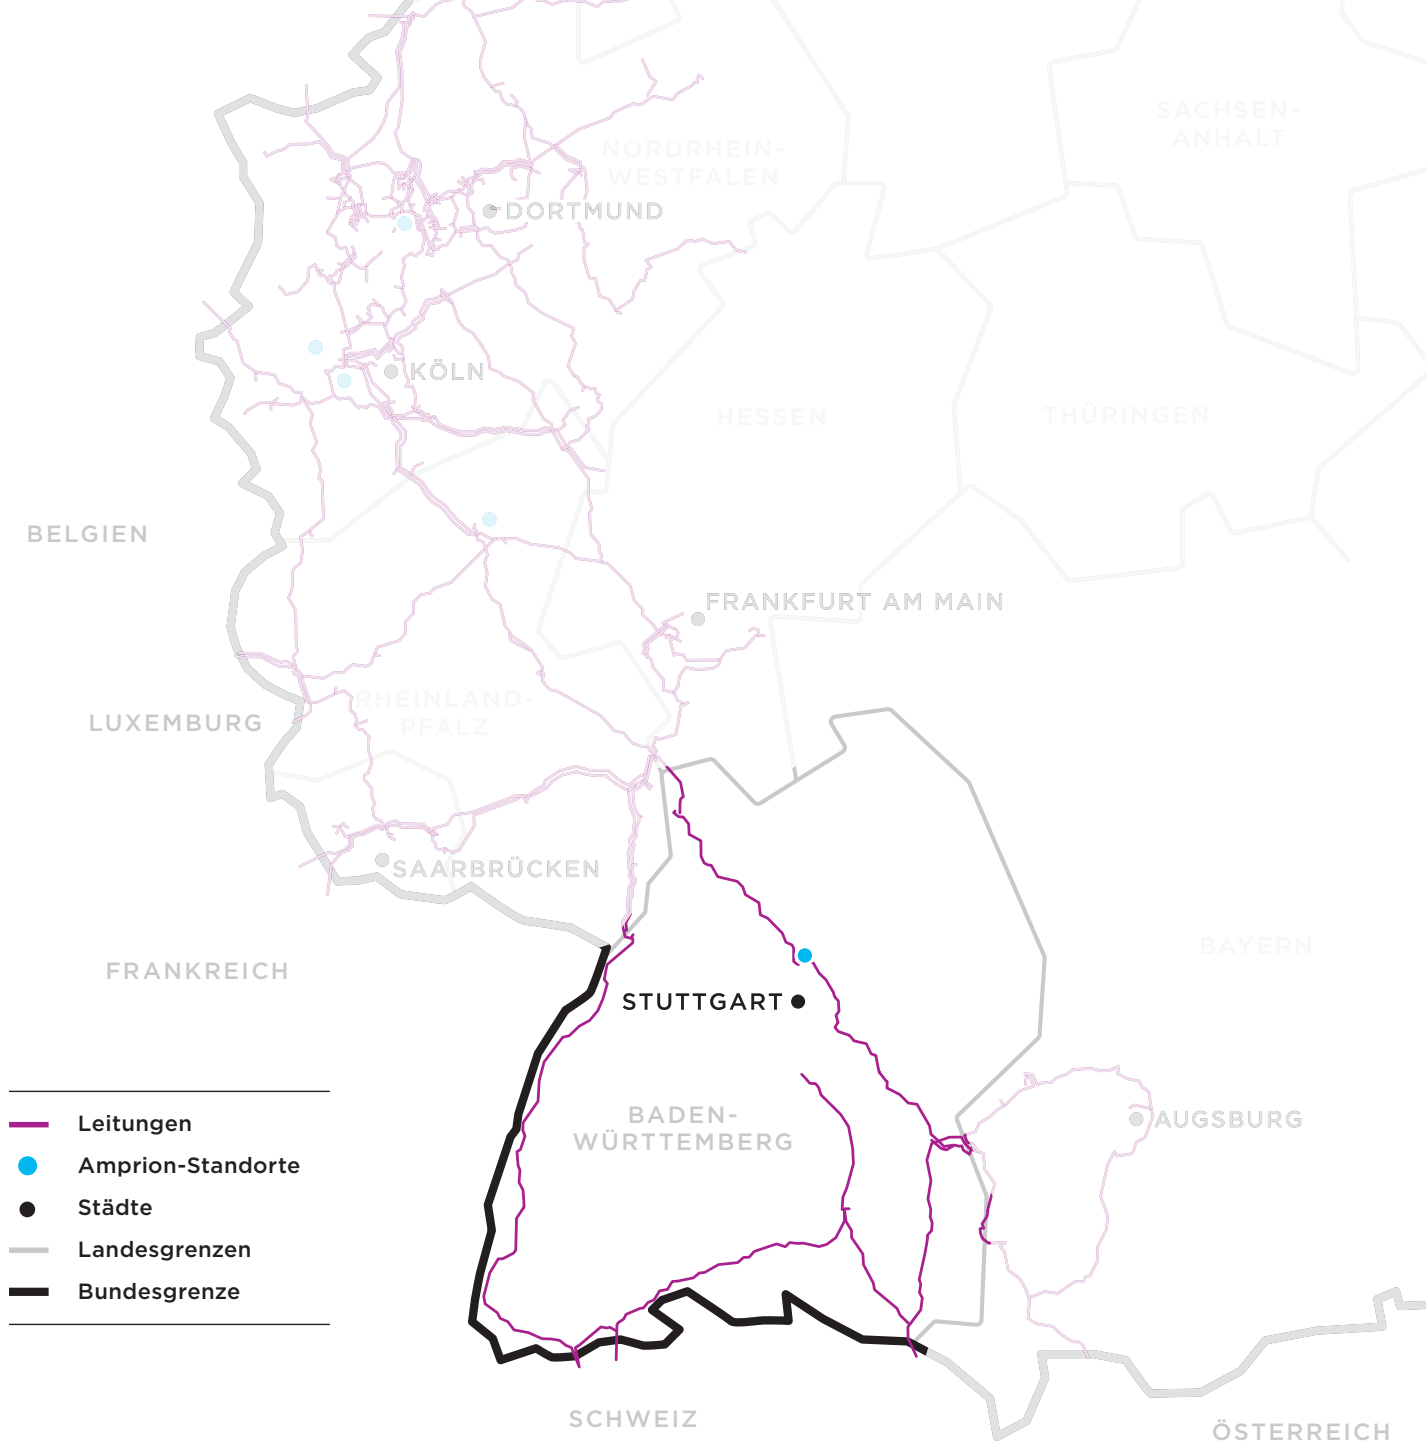 SACHSEN-
ANHALT
NORDRHEIN-
WESTFALEN
DORTMUND
KÖLN
HESSEN
THÜRINGEN
BELGIEN
FRANKFURT AM MAIN
RHEINLAND-
PFALZ
LUXEMBURG
SAARBRÜCKEN
BAYERN
FRANKREICH
STUTTGART
BADEN-
WÜRTTEMBERG
AUGSBURG
Leitungen
Amprion-Standorte
Städte
Landesgrenzen
Bundesgrenze
SCHWEIZ
ÖSTERREICH